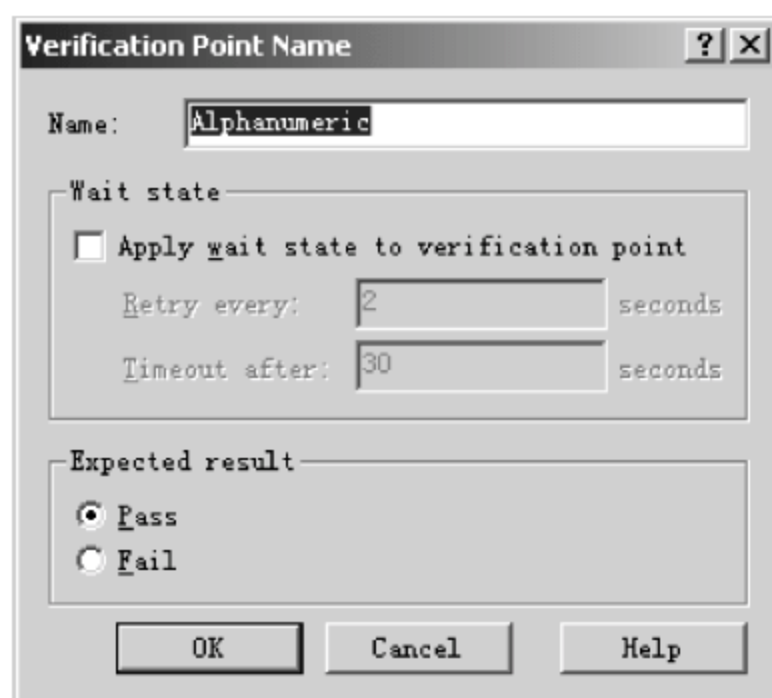 Verification Point Name
Name: Alphanumeric
Wait state
Apply wait state to verification point
Retry every: 2 seconds
Timeout after: 30 seconds
Expected result
Pass
Fail
OK Cancel Help